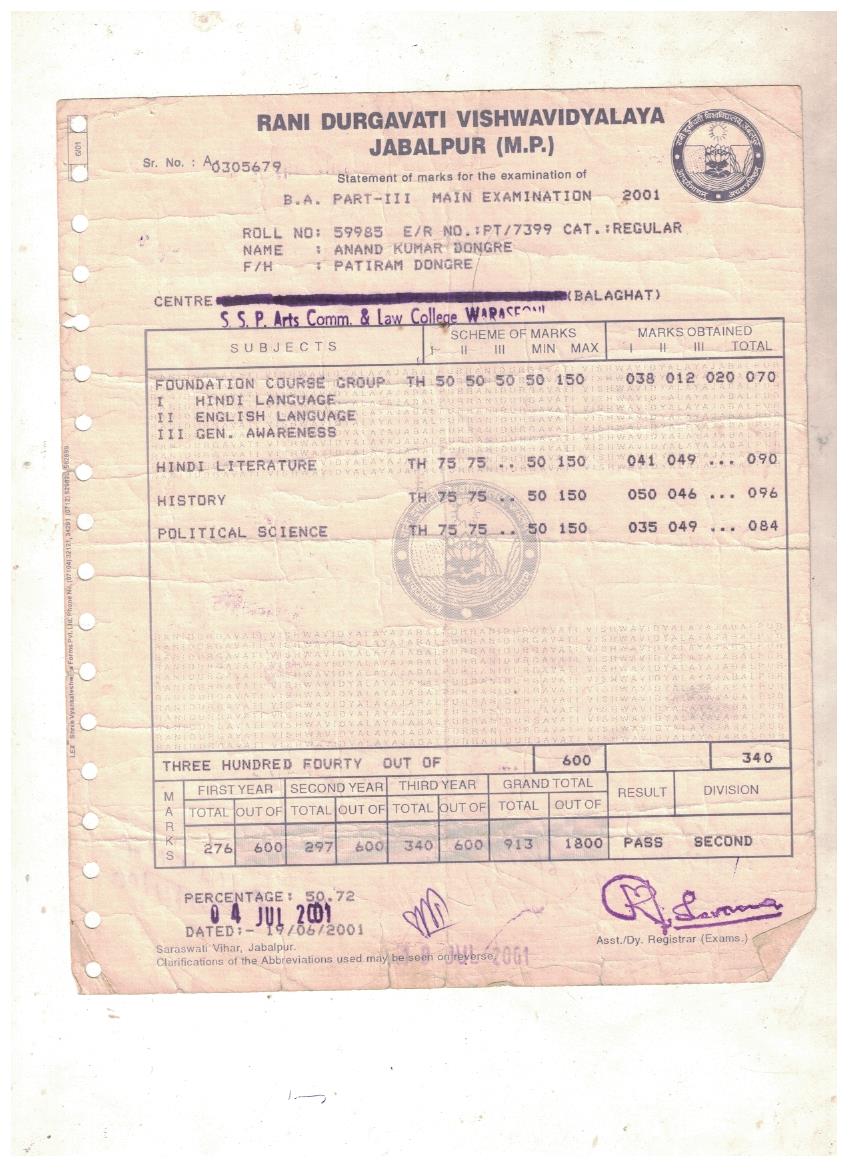 RANI DURGAVATI VISHWAVIDYALAYA
JABALPUR (M.P.)
6/01
Sr. No. : A- 0305679
Statement of marks for the examination of
B.A. PART-III MAIN EXAMINATION 2001
ROLL NO: 59985 E/R NO.:PT/7399 CAT.:REGULAR
NAME : ANAND KUMAR DONGRE
F/H : PATIRAM DONGRE
CENTRE (BALAGHAT)
S. S. P. Arts Comm. & Law College WARASEONI
SUBJECTS SCHEME OF MARKS MARKS OBTAINED
I II III MIN MAX I II III TOTAL
FOUNDATION COURSE GROUP TH 50 50 50 50 150 038 012 020 070
I HINDI LANGUAGE
II ENGLISH LANGUAGE
III GEN. AWARENESS
HINDI LITERATURE TH 75 75 .. 50 150 041 049 ... 090
HISTORY TH 75 75 .. 50 150 050 046 ... 096
POLITICAL SCIENCE TH 75 75 .. 50 150 035 049 ... 084
THREE HUNDRED FOURTY OUT OF 600 340
MARKS FIRST YEAR SECOND YEAR THIRD YEAR GRAND TOTAL RESULT DIVISION
TOTAL OUT OF TOTAL OUT OF TOTAL OUT OF TOTAL OUT OF
276 600 297 600 340 600 913 1800 PASS SECOND
PERCENTAGE: 50.72
04 JUL 2001
DATED:- 19/06/2001
Asst./Dy. Registrar (Exams.)
Saraswati Vihar, Jabalpur.
Clarifications of the Abbreviations used may be seen on reverse.
JUL 2001